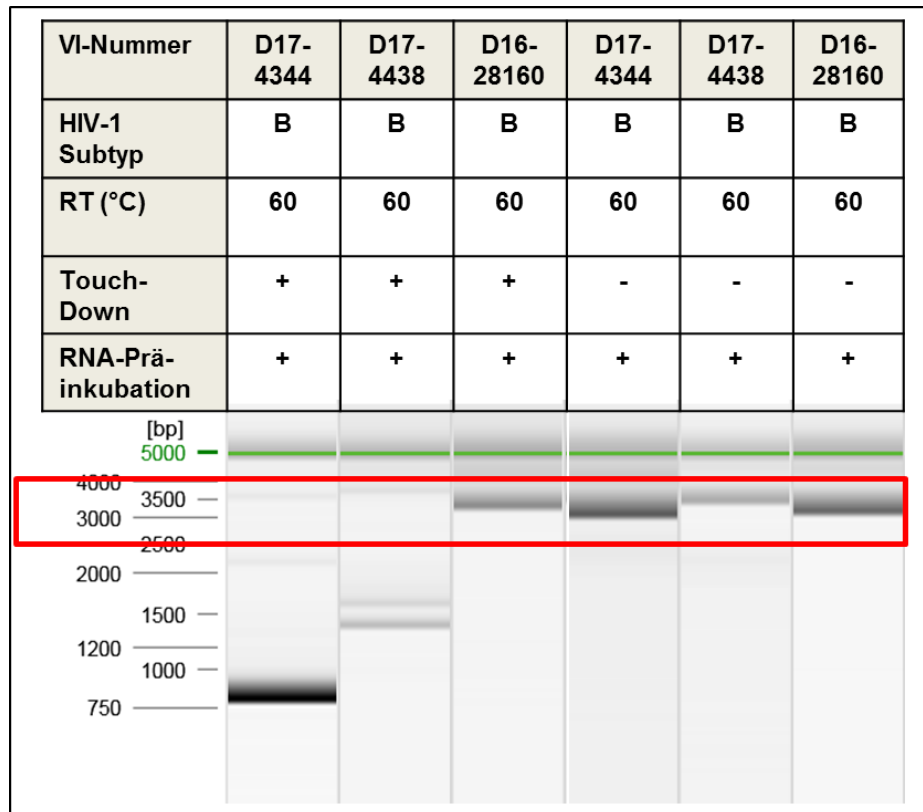 VI-Nummer D17- D17- D16- D17- D17- D16-
4344 4438 28160 4344 4438 28160
HIV-1 B B B B B B
Subtyp
RT (°C) 60 60 60 60 60 60
Touch- + + + - - -
Down
RNA-Prä- + + + + + +
inkubation
[bp]
5000
4000
3500
3000
2500
2000
1500
1200
1000
750